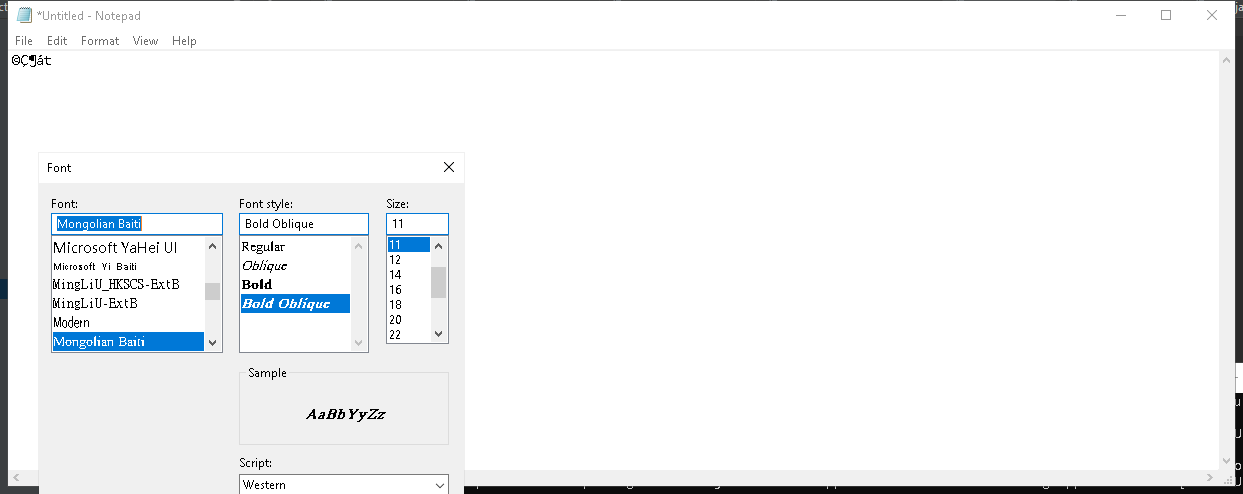 *Untitled - Notepad
File Edit Format View Help
©Ç¶át
Font
Font: Font style: Size:
Mongolian Baiti Bold Oblique 11
Microsoft YaHei UI Regular 11
Microsoft Yi Baiti Oblique 12
MingLiU_HKSCS-ExtB Bold 14
MingLiU-ExtB Bold Oblique 16
Modern 18
Mongolian Baiti 20
22
Sample
AaBbYyZz
Script:
Western